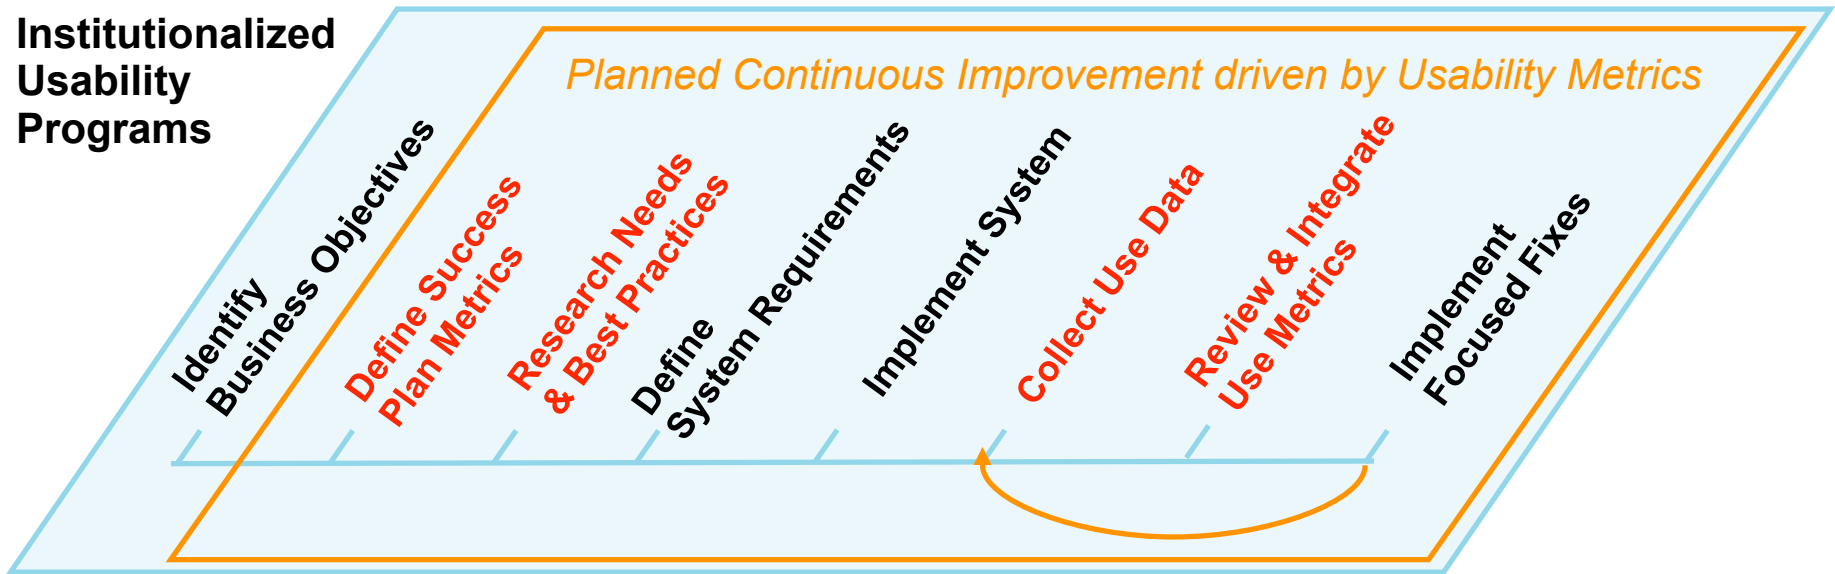 Institutionalized
Usability
Programs
Planned Continuous Improvement driven by Usability Metrics
Identify
Business Objectives
Define Success
Plan Metrics
Research Needs
& Best Practices
Define
System Requirements
Implement System
Collect Use Data
Review & Integrate
Use Metrics
Implement
Focused Fixes